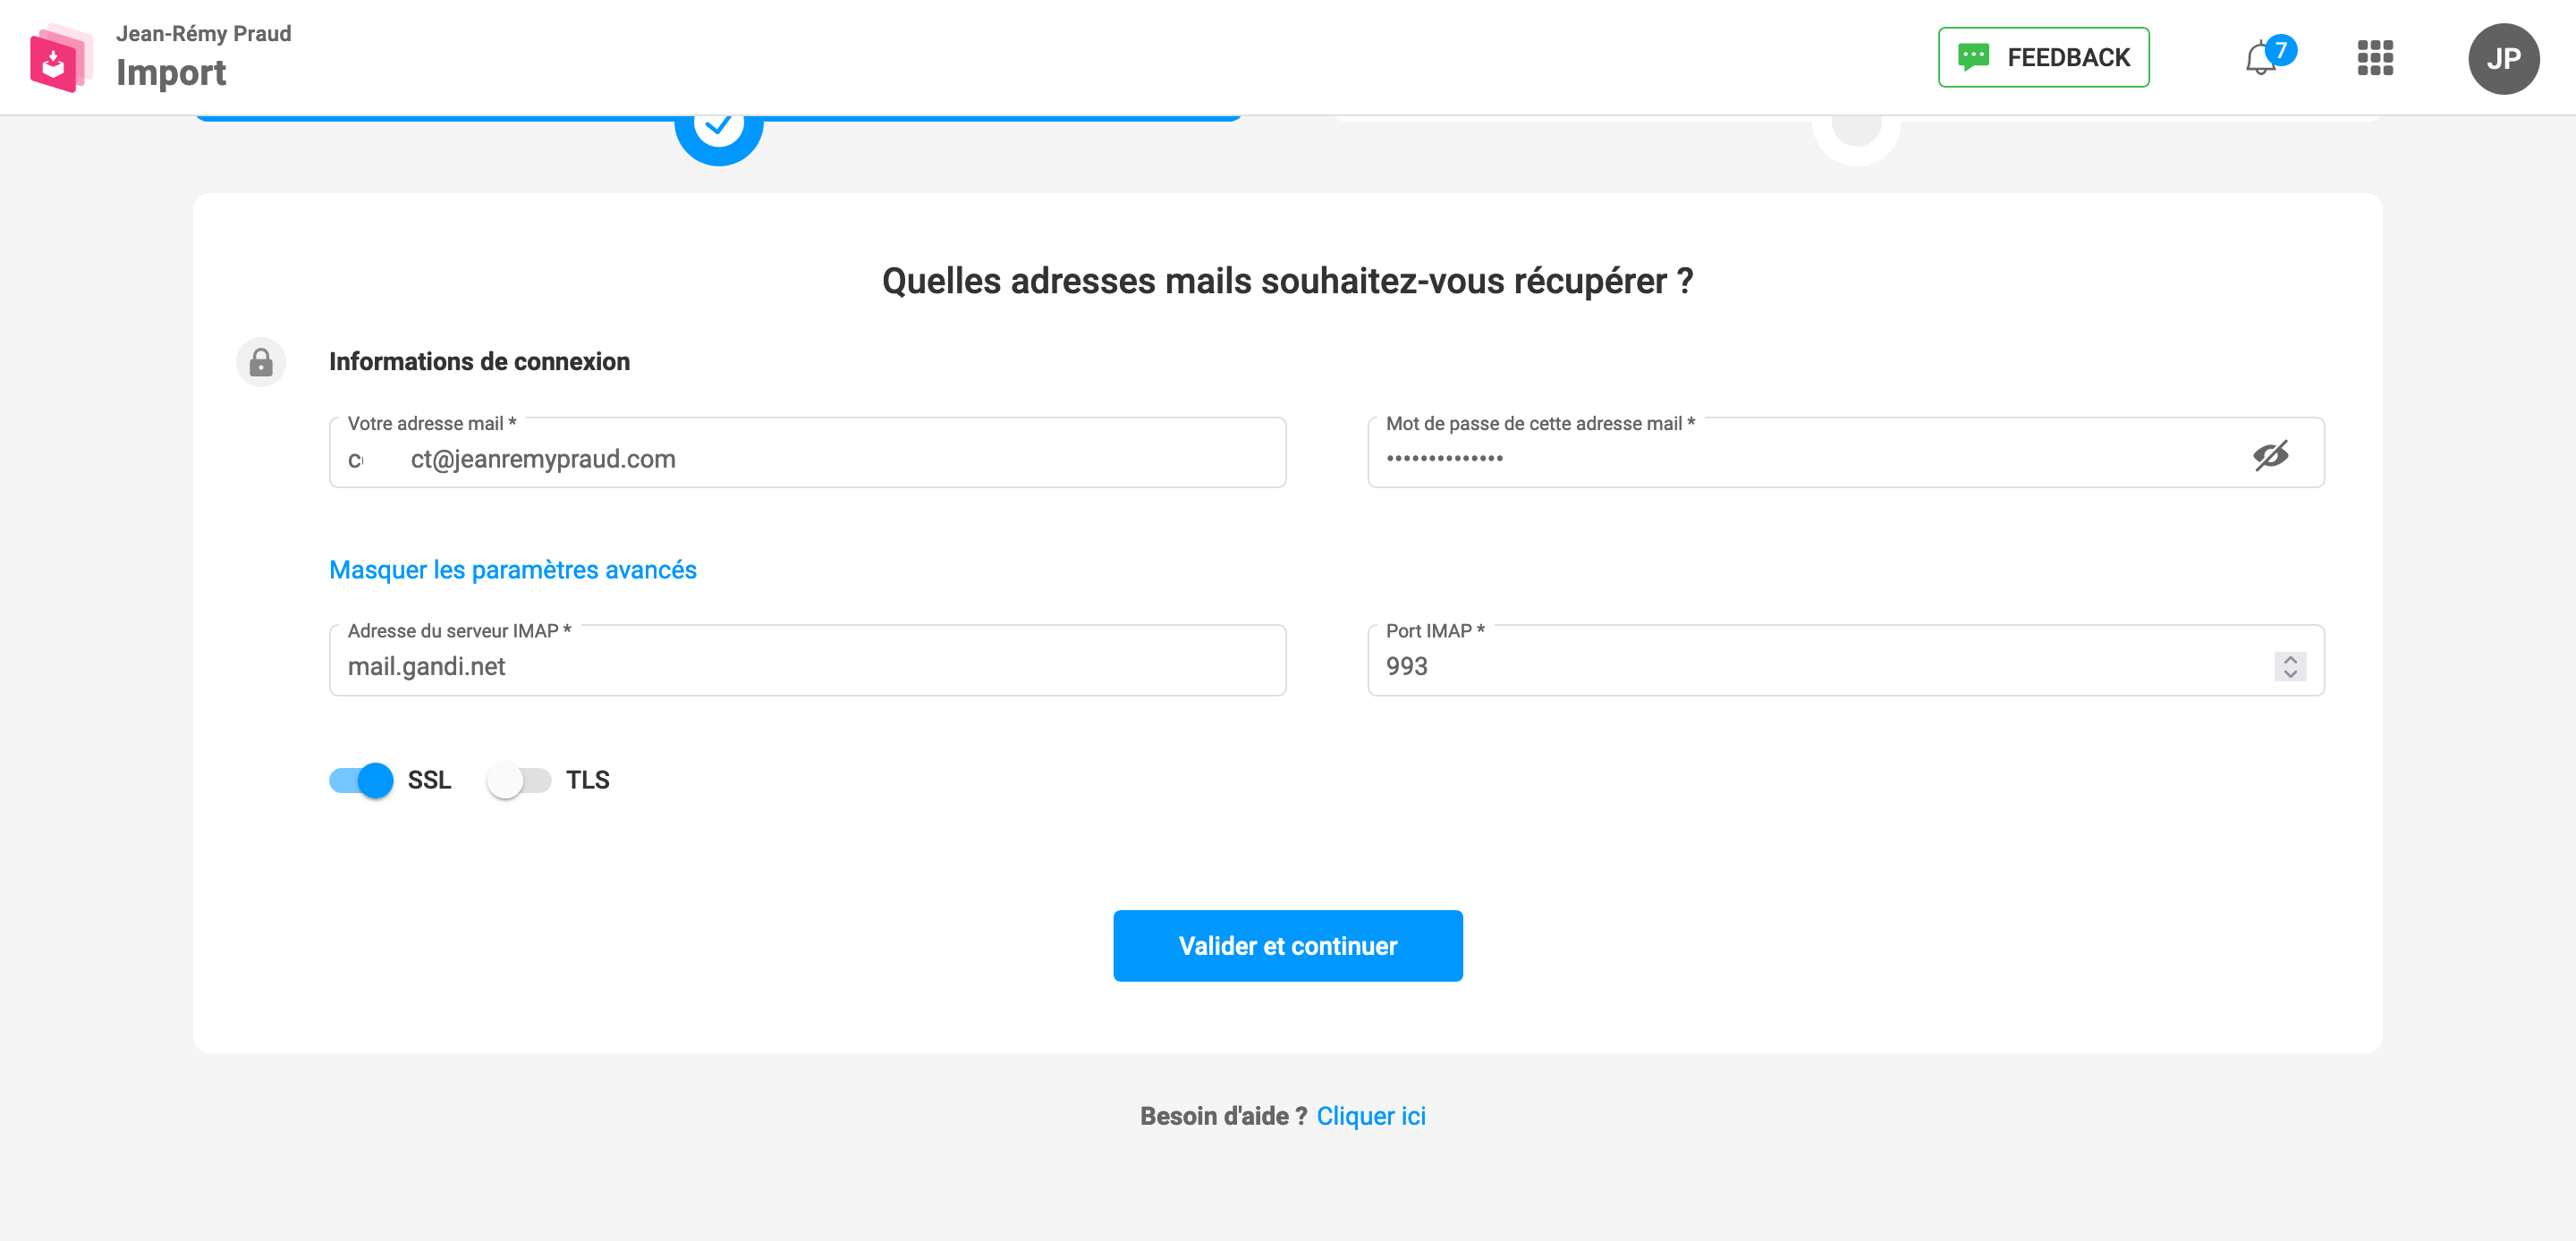 Jean-Rémy Praud
Import
FEEDBACK
7
JP
Quelles adresses mails souhaitez-vous récupérer ?
Informations de connexion
Votre adresse mail *
ct@jeanremypraud.com
Mot de passe de cette adresse mail *
••••••••••••••
Masquer les paramètres avancés
Adresse du serveur IMAP *
mail.gandi.net
Port IMAP *
993
SSL
TLS
Valider et continuer
Besoin d'aide ? Cliquer ici